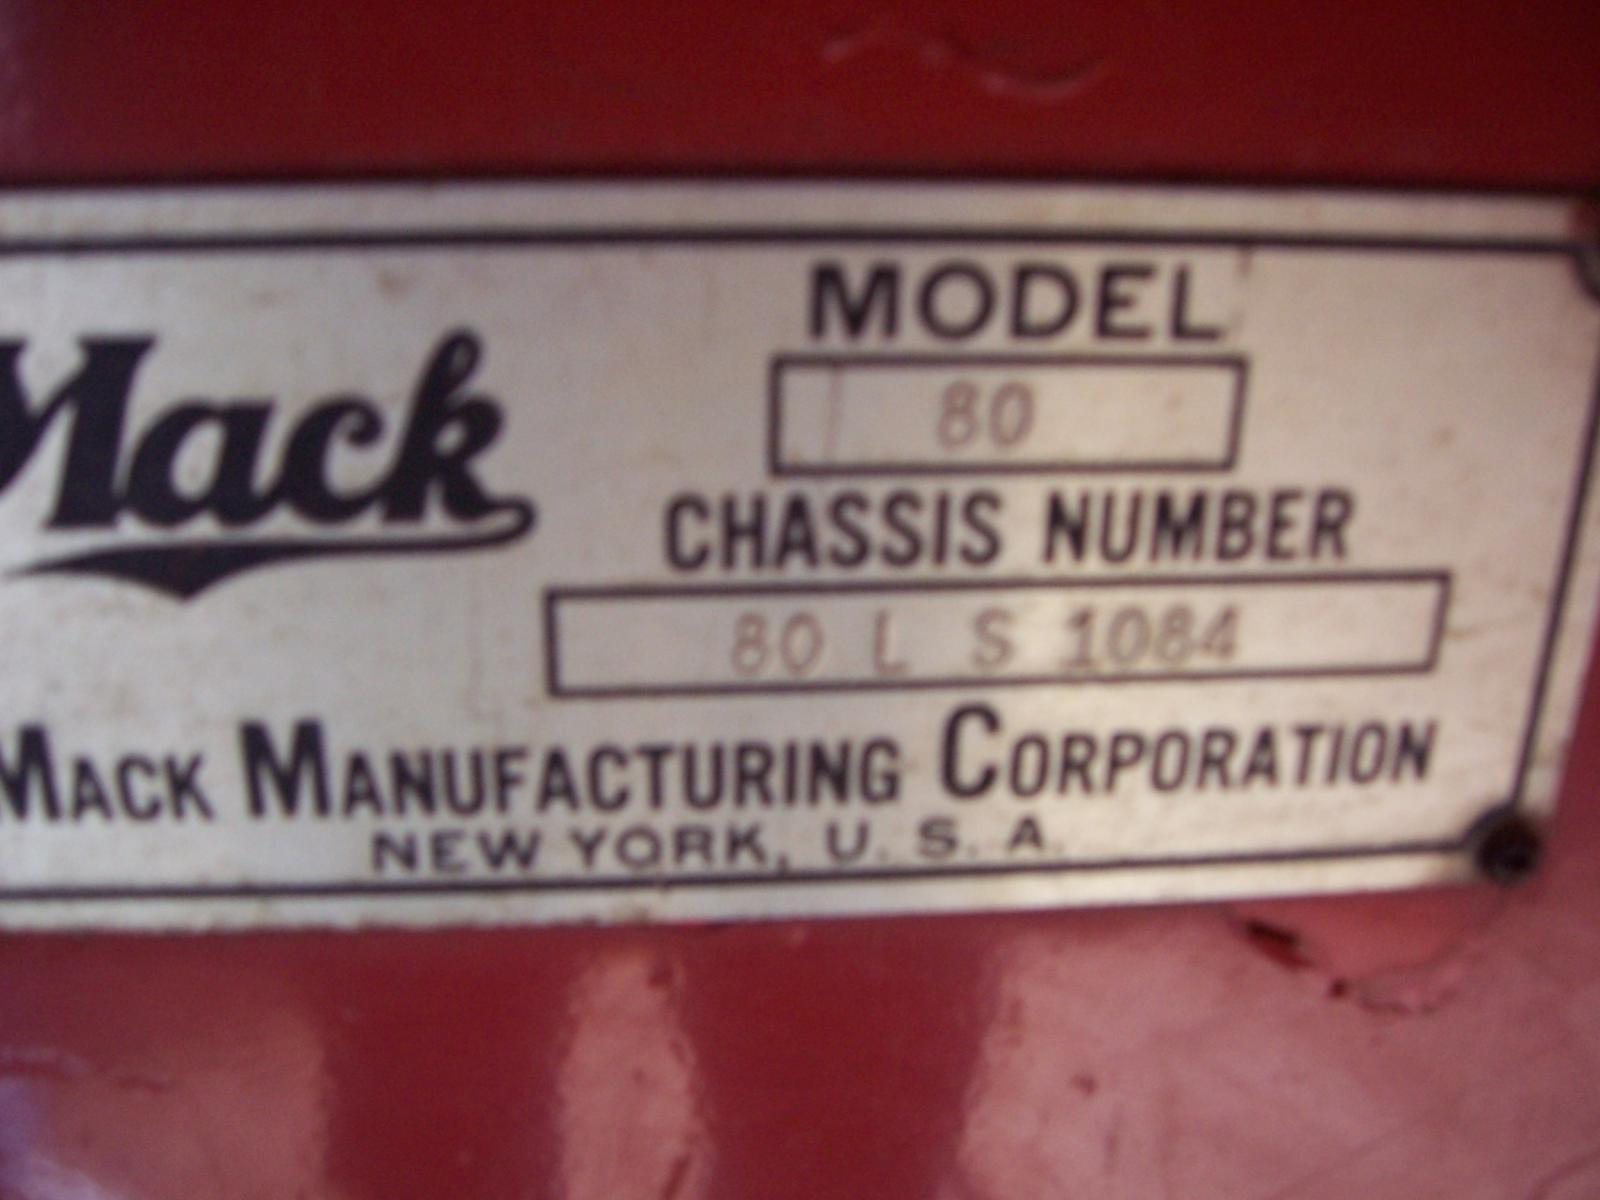 Mack
MODEL
80
CHASSIS NUMBER
80 L S 1084
MACK MANUFACTURING CORPORATION
NEW YORK, U. S. A.